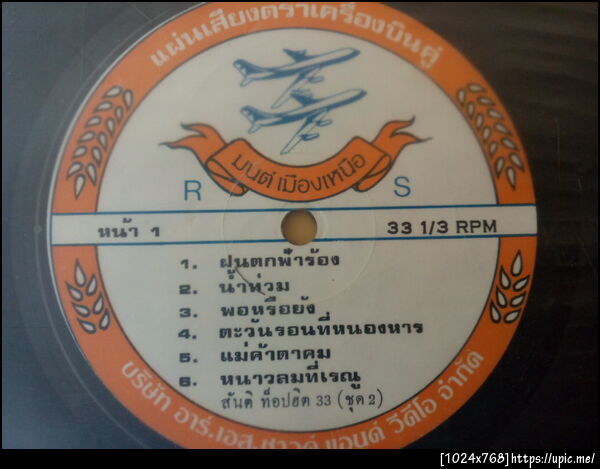 แผ่นเสียงตราเครื่องบินคู่
มนต์เมืองเหนือ
R S
หน้า 1
33 1/3 RPM
1. ฝนตกฟ้าร้อง
2. น้ำท่วม
3. พอหรือยัง
4. ตะวันรอนที่หนองหาร
5. แม่ค้าตาคม
6. หนาวลมที่เรณู
สันติ ท็อปฮิต 33 (ชุด 2)
บริษัท อาร์.เอส.ซาวด์ แอนด์ วีดีโอ จำกัด
[1024x768]https://upic.me/